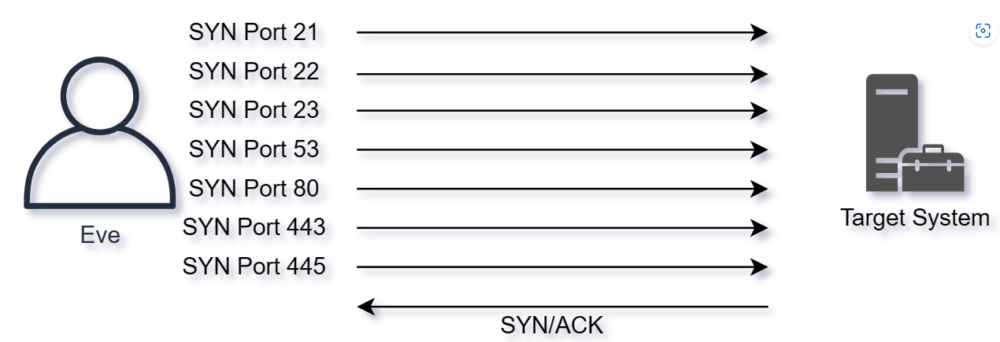 SYN Port 21
SYN Port 22
SYN Port 23
SYN Port 53
SYN Port 80
SYN Port 443
SYN Port 445
Eve
Target System
SYN/ACK